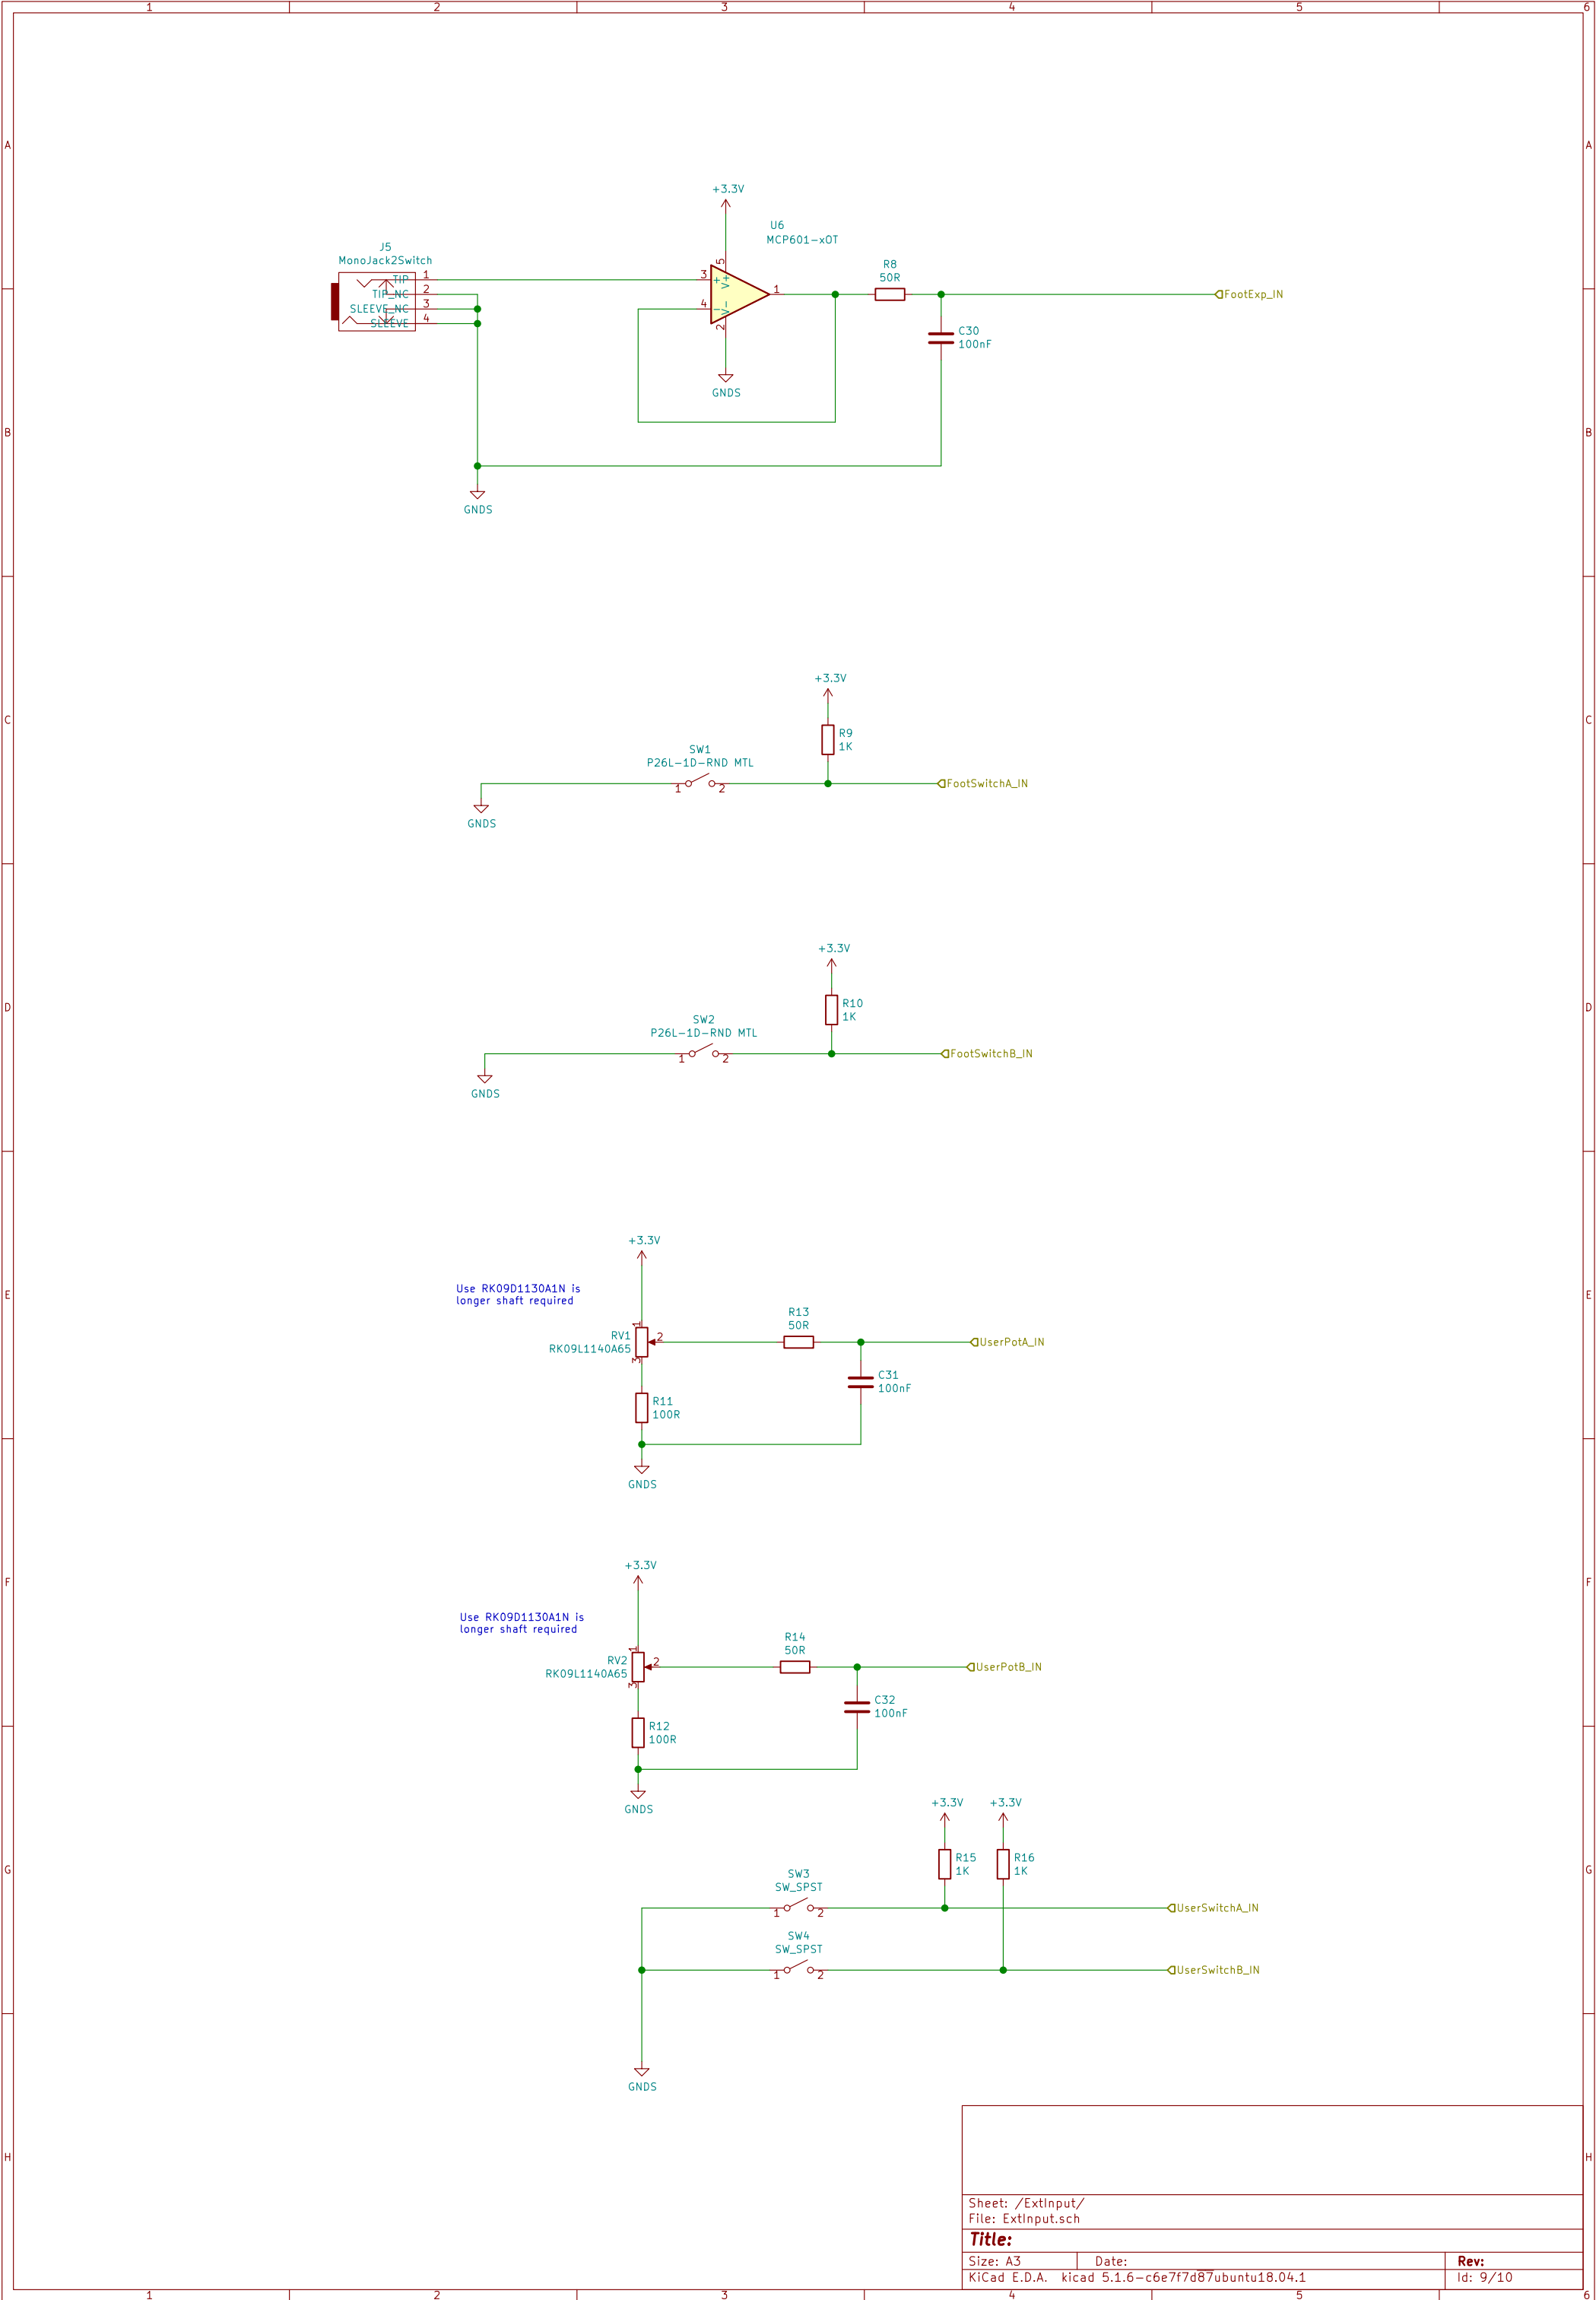 1 2 3 4 5 6
A A
+3.3V
U6
MCP601-xOT
J5
MonoJack2Switch
R8
50R
TIP 1
TIP_NC 2
SLEEVE_NC 3
SLEEVE 4
3 + V+ 5
4 - V- 2
1
FootExp_IN
C30
100nF
GNDS
B B
GNDS
+3.3V
C C
R9
1K
SW1
P26L-1D-RND MTL
1 2
FootSwitchA_IN
GNDS
+3.3V
D D
R10
1K
SW2
P26L-1D-RND MTL
1 2
FootSwitchB_IN
GNDS
+3.3V
E E
Use RK09D1130A1N is
longer shaft required
R13
50R
RV1
RK09L1140A65
1 2 3
UserPotA_IN
C31
100nF
R11
100R
GNDS
+3.3V
F F
Use RK09D1130A1N is
longer shaft required
R14
50R
RV2
RK09L1140A65
1 2 3
UserPotB_IN
C32
100nF
R12
100R
GNDS
+3.3V +3.3V
G G
R15
1K
R16
1K
SW3
SW_SPST
1 2
UserSwitchA_IN
SW4
SW_SPST
1 2
UserSwitchB_IN
GNDS
H H
Sheet: /ExtInput/
File: ExtInput.sch
Title:
Size: A3 Date: Rev:
KiCad E.D.A. kicad 5.1.6-c6e7f7d87ubuntu18.04.1 Id: 9/10
1 2 3 4 5 6